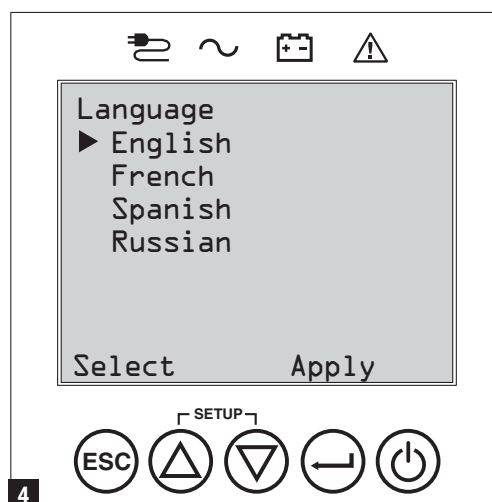 Language
▶ English
French
Spanish
Russian
Select Apply
SETUP
ESC
4